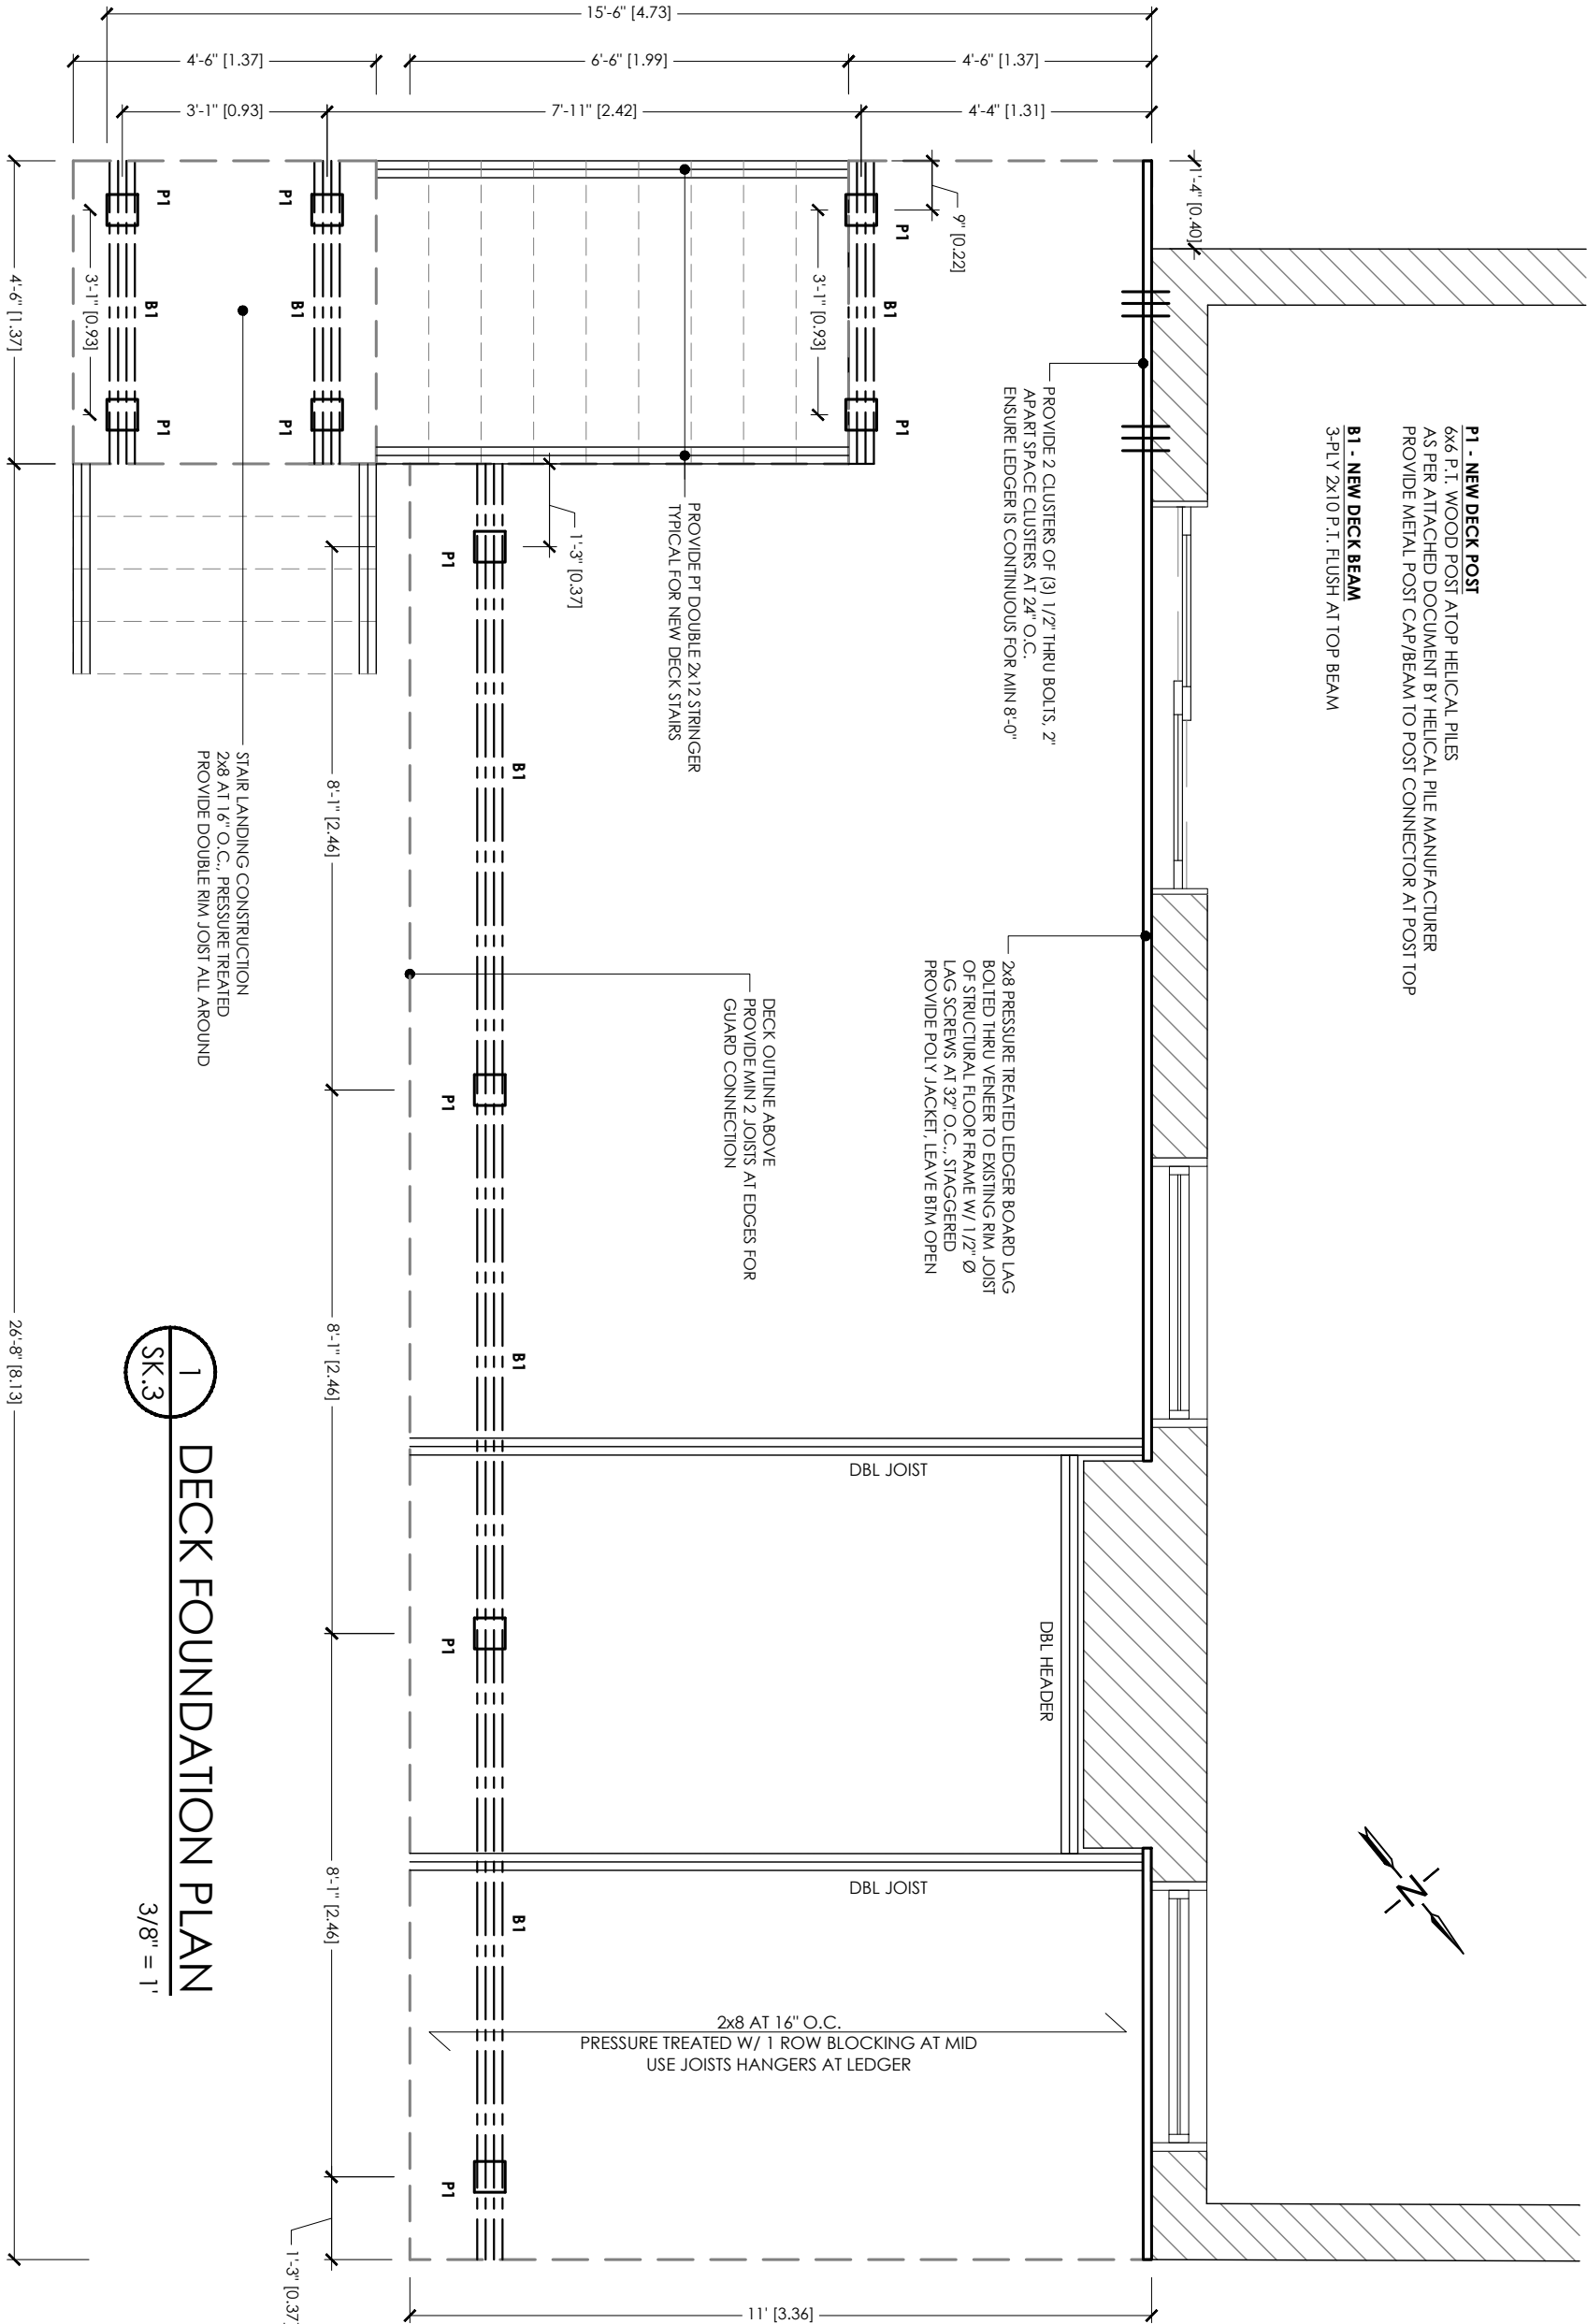 P1 - NEW DECK POST
6x6 P.T. WOOD POST ATOP HELICAL PILES
AS PER ATTACHED DOCUMENT BY HELICAL PILE MANUFACTURER
PROVIDE METAL POST CAP/BEAM TO POST CONNECTOR AT POST TOP
B1 - NEW DECK BEAM
3-PLY 2x10 P.T. FLUSH AT TOP BEAM
N
1'-4" [0.40]
15'-6" [4.73]
4'-6" [1.37]
6'-6" [1.99]
4'-6" [1.37]
3'-1" [0.93]
7'-11" [2.42]
4'-4" [1.31]
9" [0.22]
PROVIDE 2 CLUSTERS OF (3) 1/2" THRU BOLTS, 2"
APART SPACE CLUSTERS AT 24" O.C.
ENSURE LEDGER IS CONTINUOUS FOR MIN 8'-0"
2x8 PRESSURE TREATED LEDGER BOARD LAG
BOLTED THRU VENEER TO EXISTING RIM JOIST
OF STRUCTURAL FLOOR FRAME W/ 1/2" Ø
LAG SCREWS AT 32" O.C., STAGGERED
PROVIDE POLY JACKET, LEAVE BTM OPEN
DBL HEADER
DBL JOIST
DBL JOIST
P1
B1
P1
3'-1" [0.93]
PROVIDE PT DOUBLE 2x12 STRINGER
TYPICAL FOR NEW DECK STAIRS
DECK OUTLINE ABOVE
PROVIDE MIN 2 JOISTS AT EDGES FOR
GUARD CONNECTION
2x8 AT 16" O.C.
PRESSURE TREATED W/ 1 ROW BLOCKING AT MID
USE JOISTS HANGERS AT LEDGER
11' [3.36]
1'-3" [0.37]
B1
B1
B1
P1
P1
P1
P1
8'-1" [2.46]
8'-1" [2.46]
8'-1" [2.46]
1'-3" [0.37]
P1
B1
P1
STAIR LANDING CONSTRUCTION
2x8 AT 16" O.C., PRESSURE TREATED
PROVIDE DOUBLE RIM JOIST ALL AROUND
P1
B1
P1
3'-1" [0.93]
4'-6" [1.37]
26'-8" [8.13]
1
SK.3
DECK FOUNDATION PLAN
3/8" = 1'